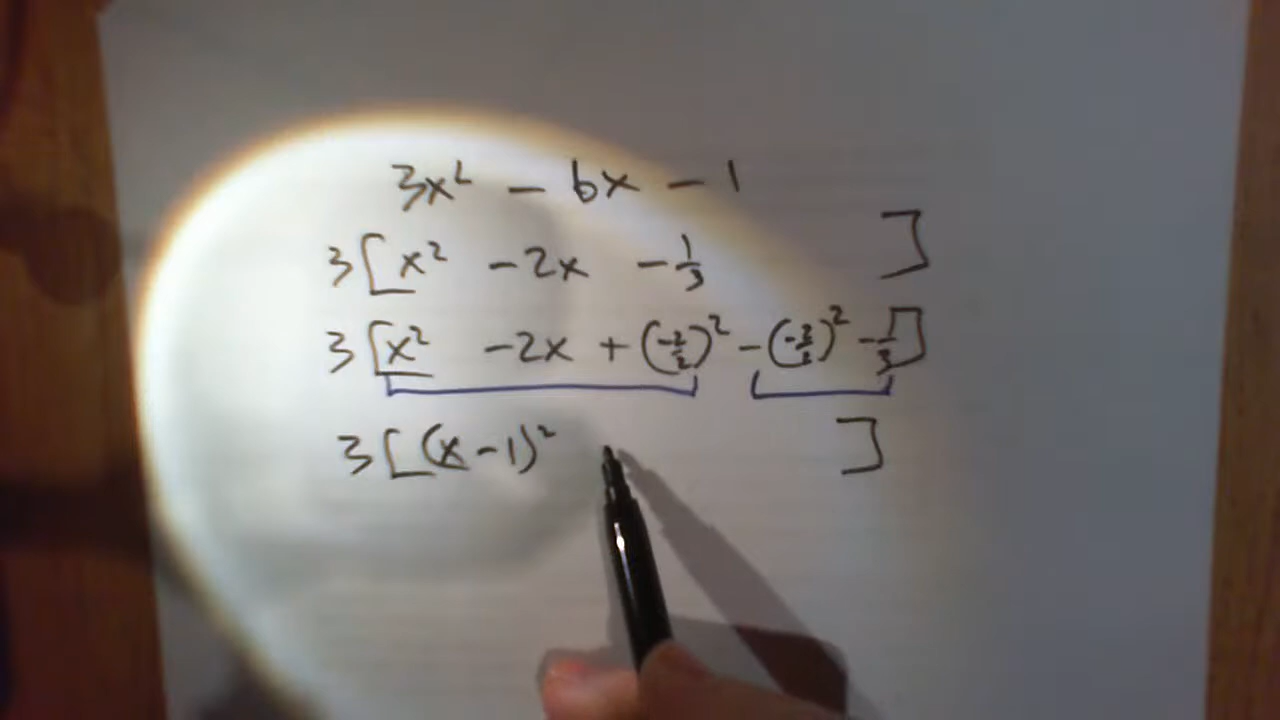 3x² - 6x - 1
3[x² - 2x - 1/3 ]
3[x² - 2x + (-2/2)² - (-2/2)² - 1/3]
3[(x - 1)² ]